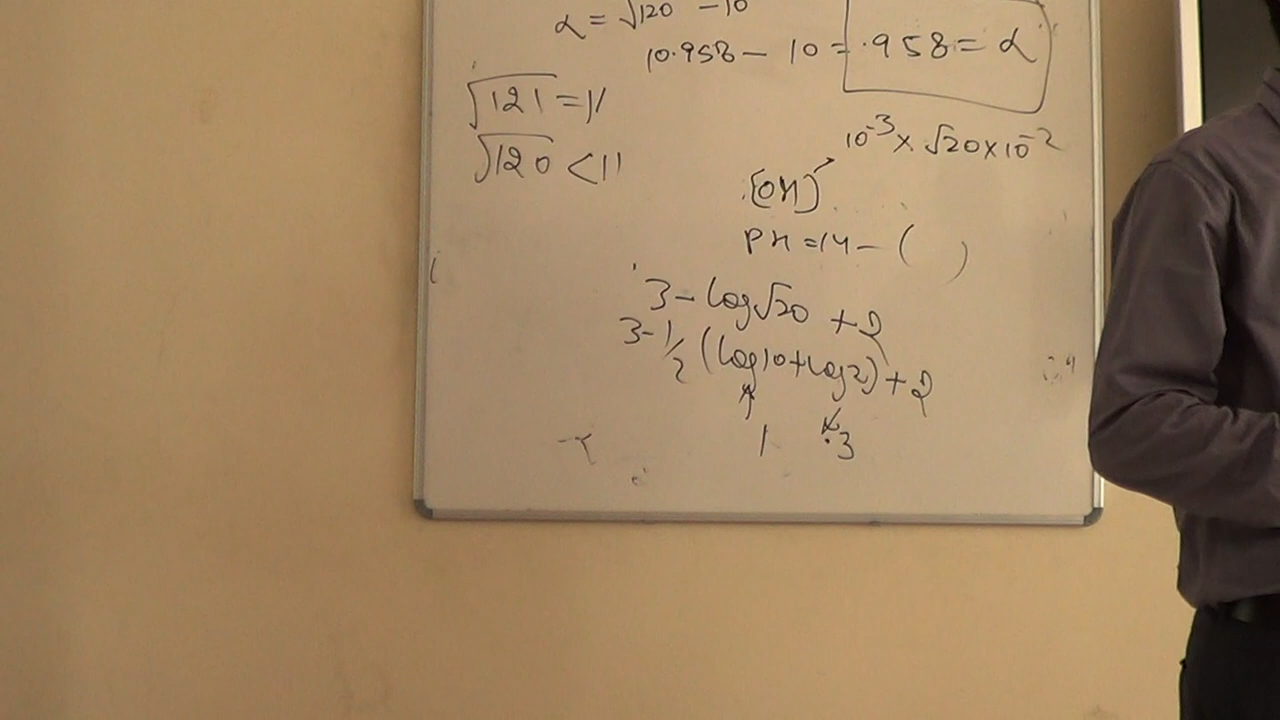 α = √120 - 10
10.958 - 10 = .958 = α
√121 = 11
√120 < 11
10⁻³ × √20 × 10⁻²
[OH]
PH = 14 - ( )
3 - log√20 + 2
3 - 1/2 (log10 + log2) + 2
1 .3